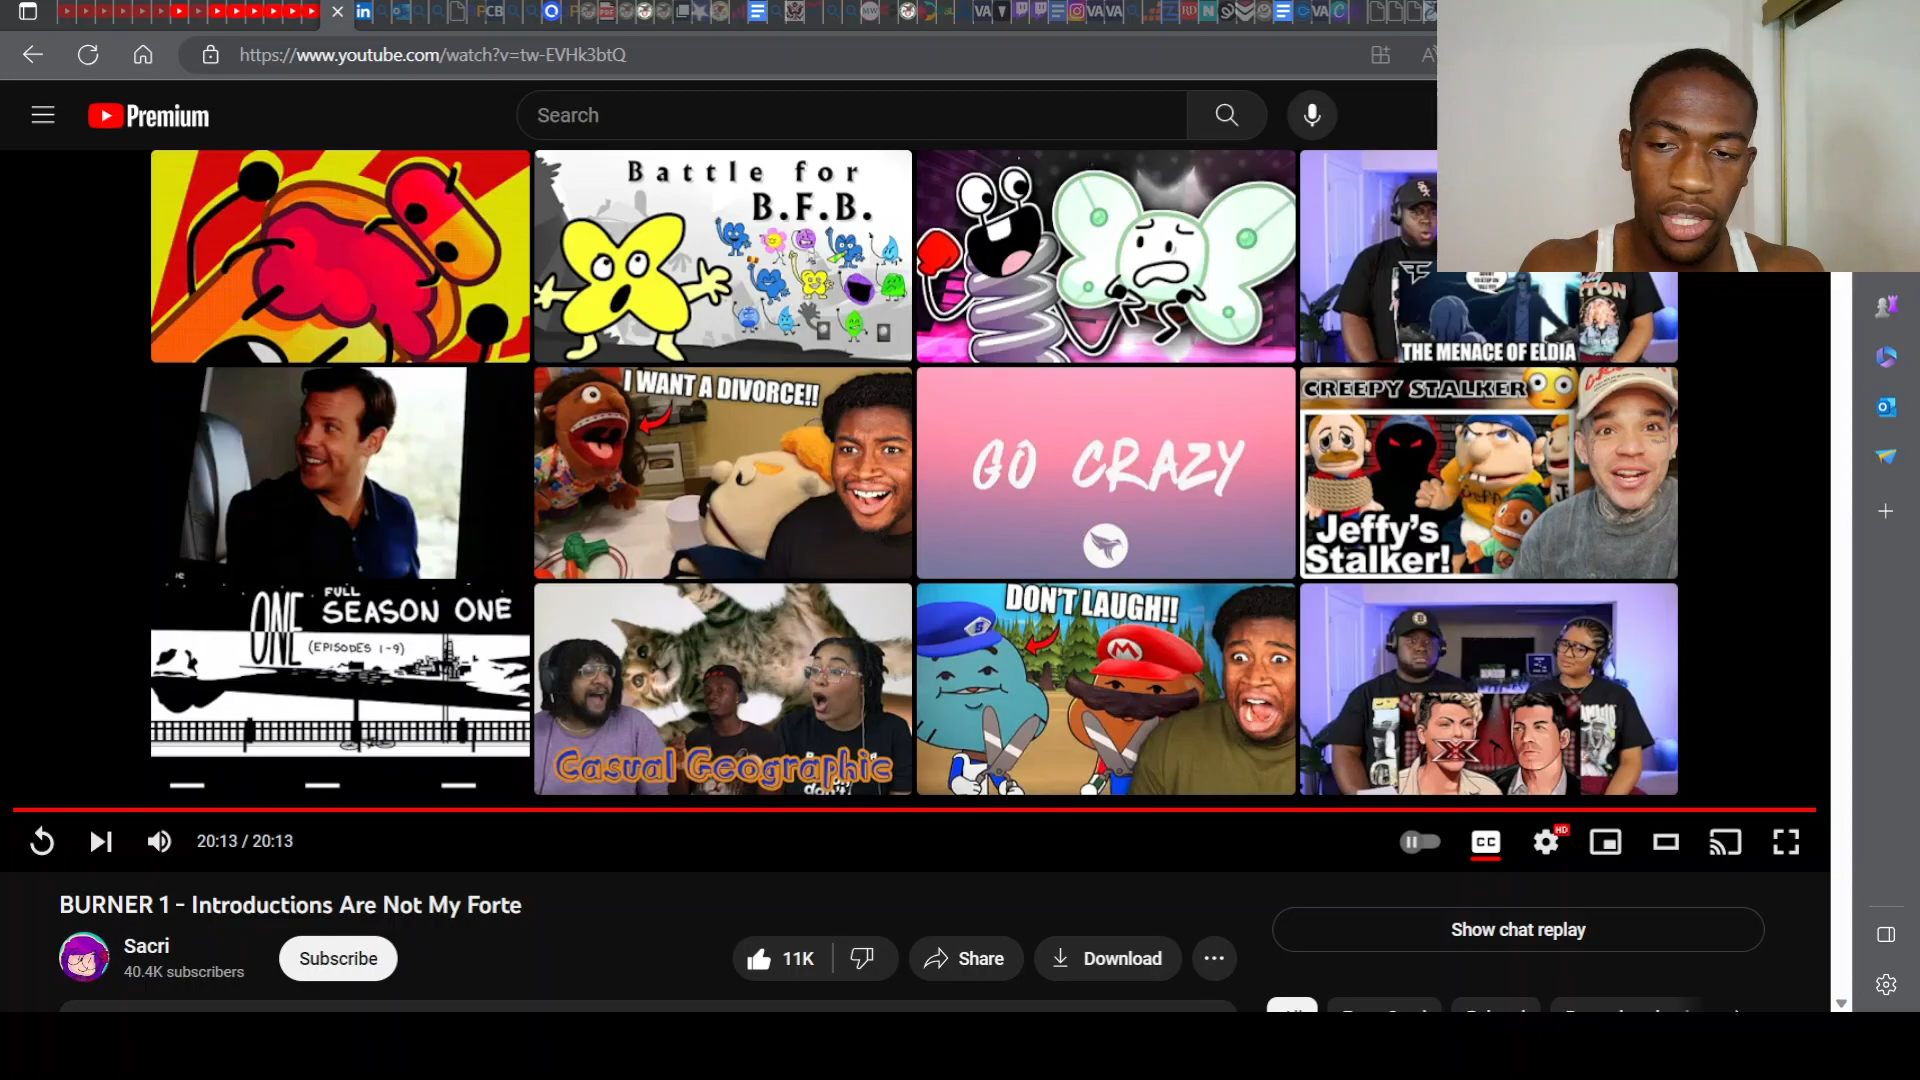 https://www.youtube.com/watch?v=tw-EVHk3btQ
Premium
Search
Battle for
B.F.B.
THE MENACE OF ELDIA
I WANT A DIVORCE!!
GO CRAZY
CREEPY STALKER
Jeffy's
Stalker!
ONE FULL
SEASON ONE
(EPISODES 1-9)
Casual Geographic
DON'T LAUGH!!
20:13 / 20:13
CC
HD
BURNER 1 - Introductions Are Not My Forte
Sacri
40.4K subscribers
Subscribe
11K
Share
Download
Show chat replay